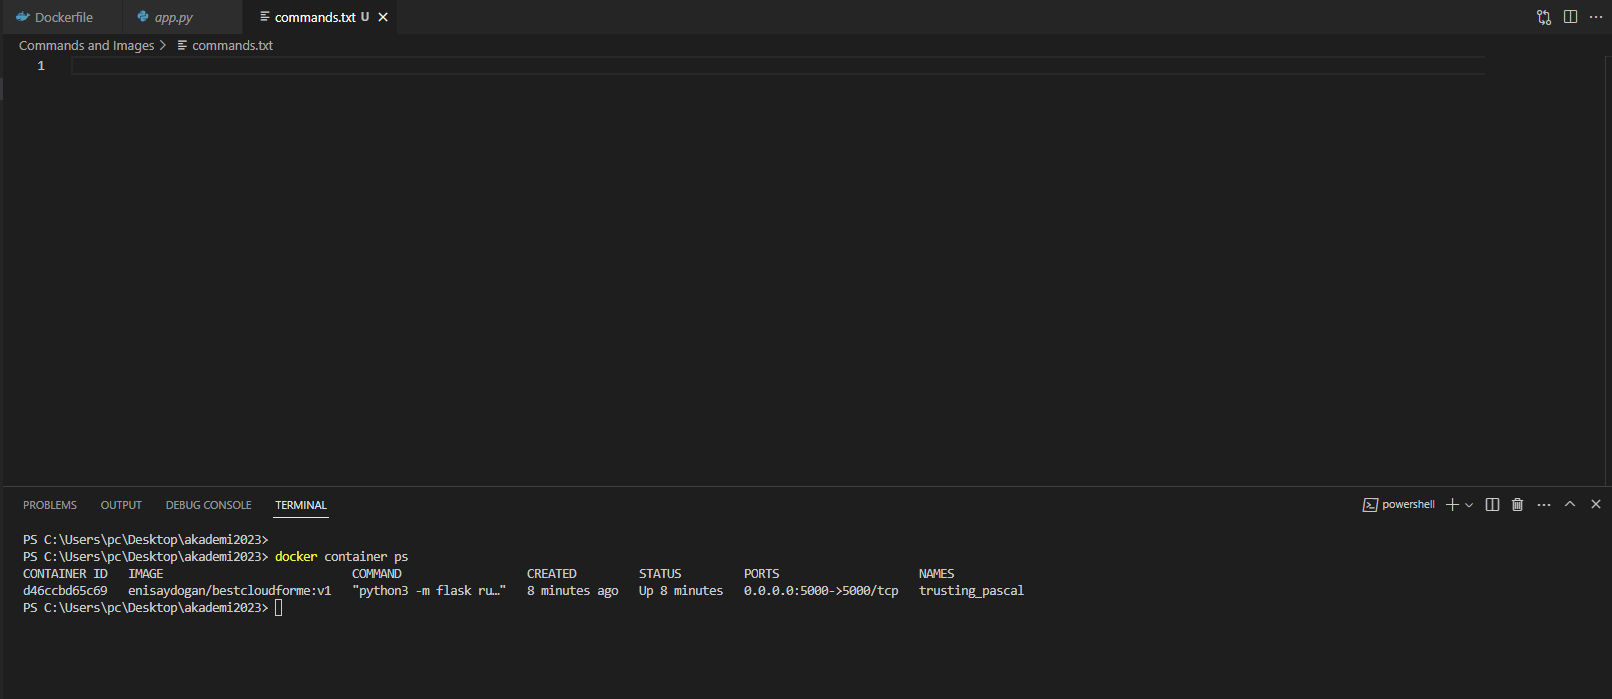 Dockerfile app.py commands.txt U
Commands and Images > commands.txt
1
PROBLEMS OUTPUT DEBUG CONSOLE TERMINAL powershell
PS C:\Users\pc\Desktop\akademi2023>
PS C:\Users\pc\Desktop\akademi2023> docker container ps
CONTAINER ID IMAGE COMMAND CREATED STATUS PORTS NAMES
d46ccbd65c69 enisaydogan/bestcloudforme:v1 "python3 -m flask ru…" 8 minutes ago Up 8 minutes 0.0.0.0:5000->5000/tcp trusting_pascal
PS C:\Users\pc\Desktop\akademi2023>